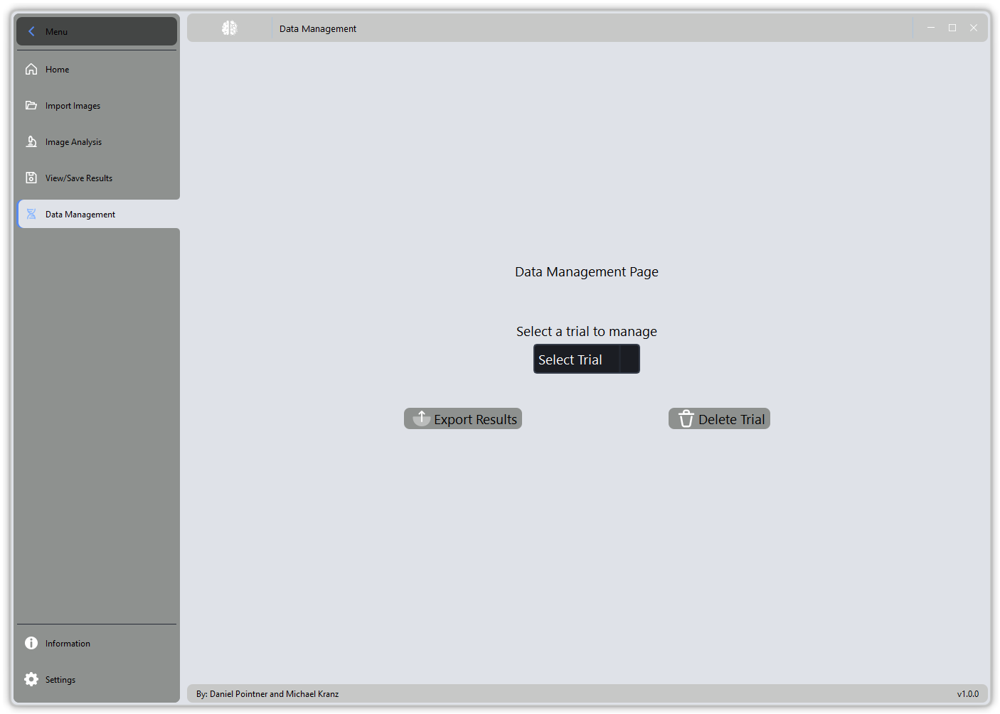 Menu
Home
Import Images
Image Analysis
View/Save Results
Data Management
Information
Settings
Data Management
Data Management Page
Select a trial to manage
Select Trial
Export Results
Delete Trial
By: Daniel Pointner and Michael Kranz
v1.0.0